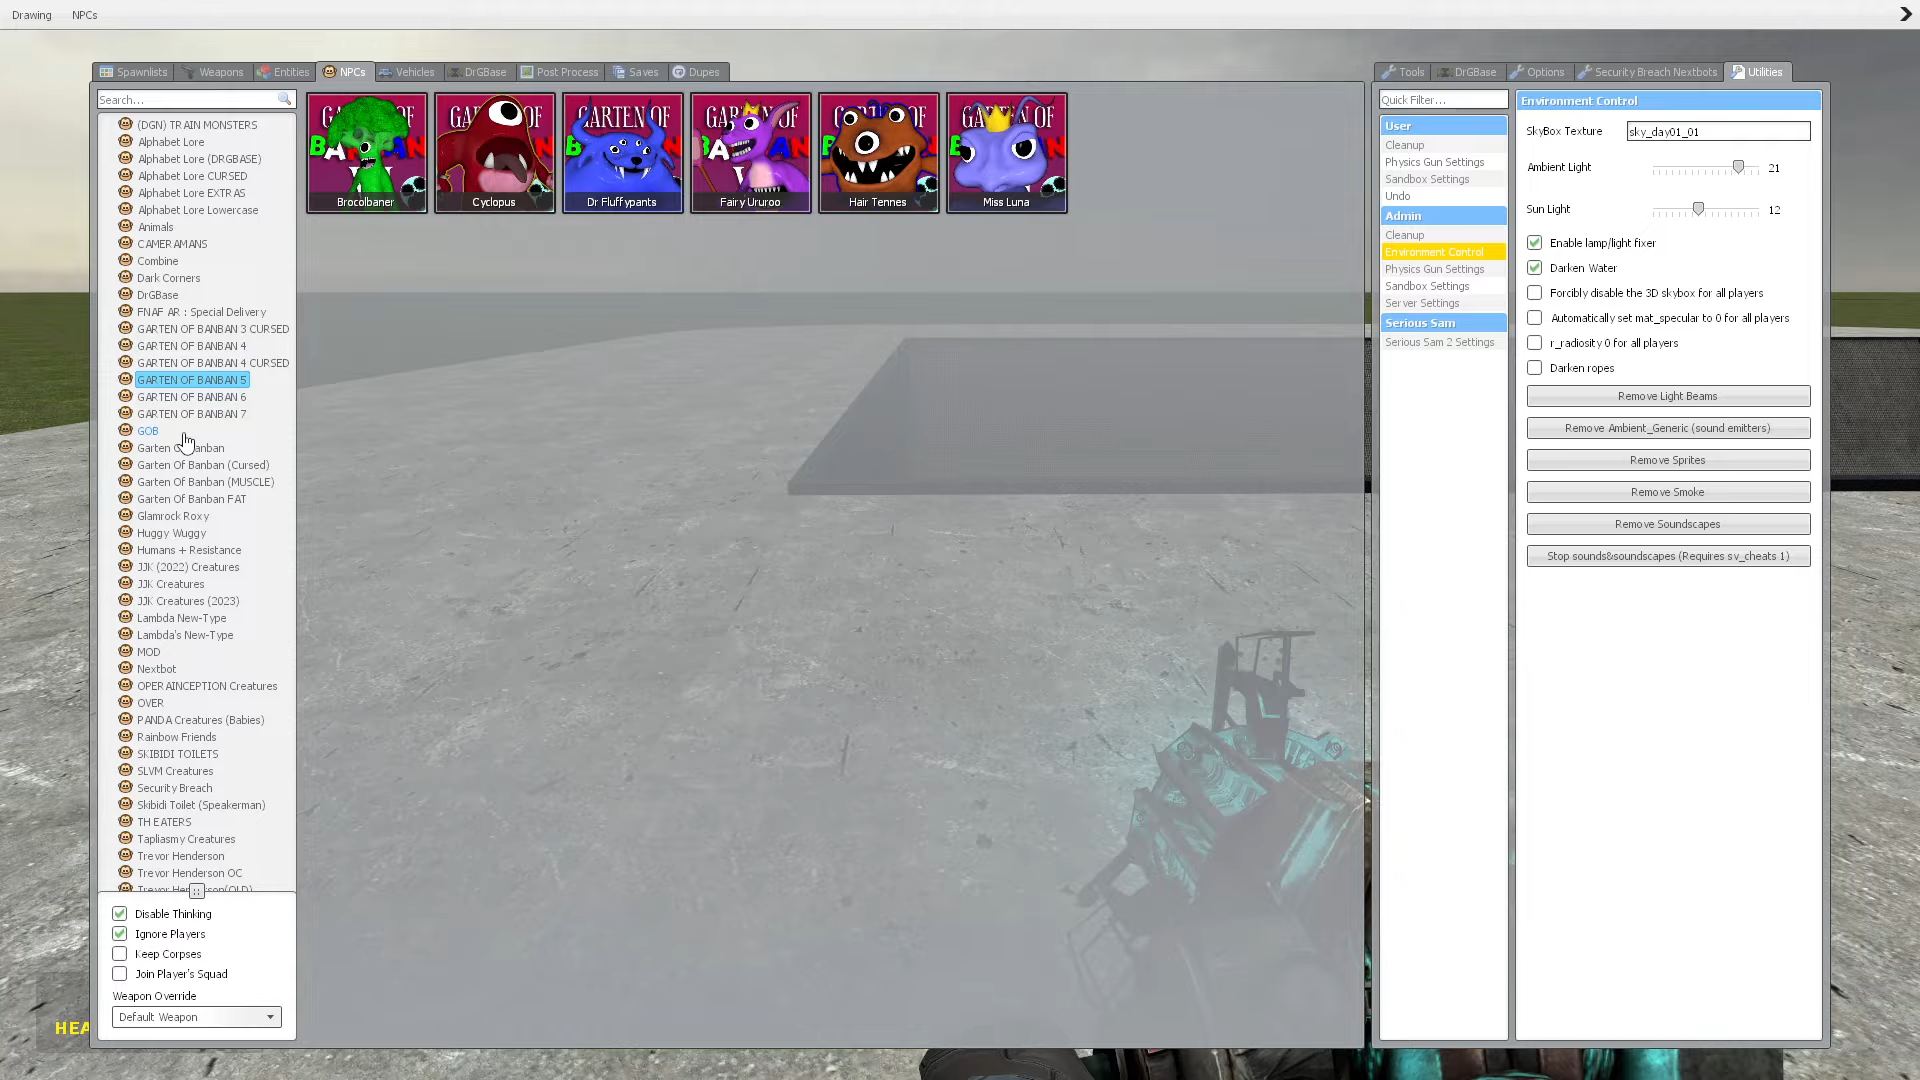 Drawing NPCs
Spawnlists Weapons Entities NPCs Vehicles DrGBase Post Process Saves Dupes
Tools DrGBase Options Security Breach Nextbots Utilities
Search...
(DGN) TRAIN MONSTERS
Alphabet Lore
Alphabet Lore (DRGBASE)
Alphabet Lore CURSED
Alphabet Lore EXTRAS
Alphabet Lore Lowercase
Animals
CAMERAMANS
Combine
Dark Corners
DrGBase
FNAF AR : Special Delivery
GARTEN OF BANBAN 3 CURSED
GARTEN OF BANBAN 4
GARTEN OF BANBAN 4 CURSED
GARTEN OF BANBAN 5
GARTEN OF BANBAN 6
GARTEN OF BANBAN 7
GOB
Garten Of Banban
Garten Of Banban (Cursed)
Garten Of Banban (MUSCLE)
Garten Of Banban FAT
Glamrock Roxy
Huggy Wuggy
Humans + Resistance
JJK (2022) Creatures
JJK Creatures
JJK Creatures (2023)
Lambda New-Type
Lambda's New-Type
MOD
Nextbot
OPERAINCEPTION Creatures
OVER
PANDA Creatures (Babies)
Rainbow Friends
SKIBIDI TOILETS
SLVM Creatures
Security Breach
Skibidi Toilet (Speakerman)
THEATERS
Tapliasmy Creatures
Trevor Henderson
Trevor Henderson OC
Trevor Henderson(OLD)
Disable Thinking
Ignore Players
Keep Corpses
Join Player's Squad
Weapon Override
Default Weapon
HEA
Brocolbaner
Cyclopus
Dr Fluffypants
Fairy Ururoo
Hair Tennes
Miss Luna
Quick Filter...
User
Cleanup
Physics Gun Settings
Sandbox Settings
Undo
Admin
Cleanup
Environment Control
Physics Gun Settings
Sandbox Settings
Server Settings
Serious Sam
Serious Sam 2 Settings
Environment Control
SkyBox Texture sky_day01_01
Ambient Light 21
Sun Light 12
Enable lamp/light fixer
Darken Water
Forcibly disable the 3D skybox for all players
Automatically set mat_specular to 0 for all players
r_radiosity 0 for all players
Darken ropes
Remove Light Beams
Remove Ambient_Generic (sound emitters)
Remove Sprites
Remove Smoke
Remove Soundscapes
Stop sounds&soundscapes (Requires sv_cheats 1)